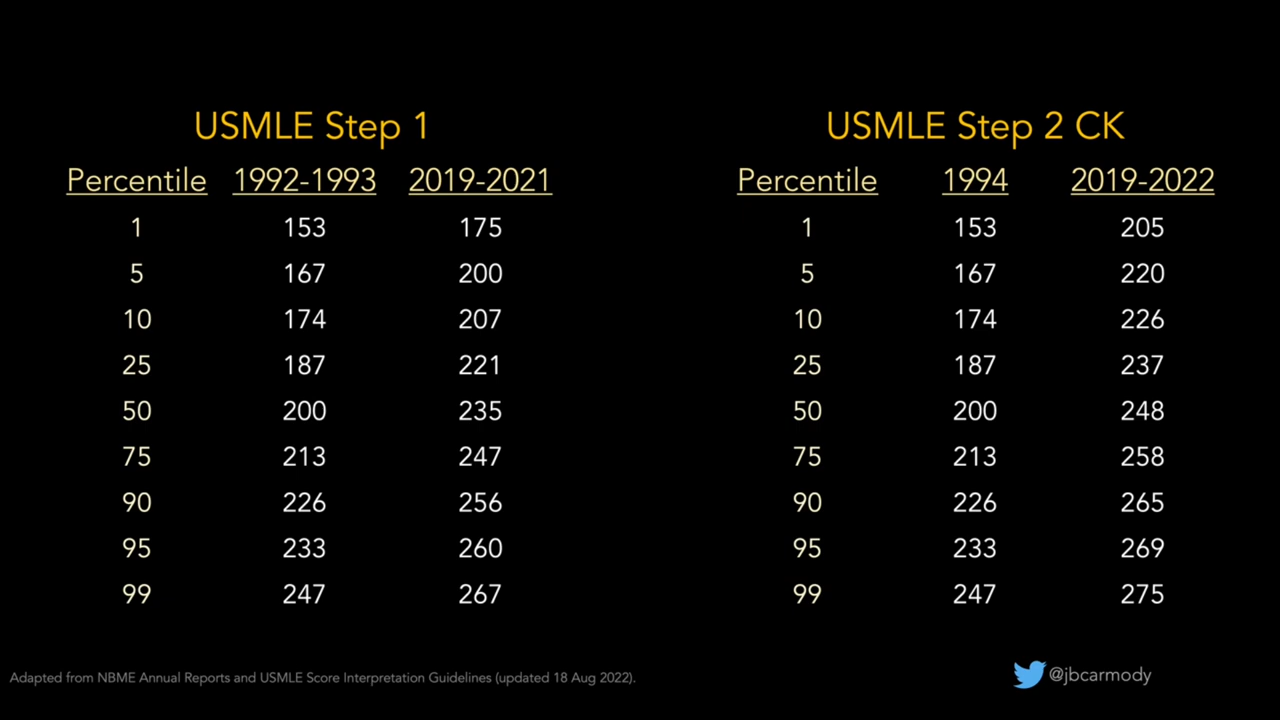 USMLE Step 1
Percentile 1992-1993 2019-2021
1 153 175
5 167 200
10 174 207
25 187 221
50 200 235
75 213 247
90 226 256
95 233 260
99 247 267
USMLE Step 2 CK
Percentile 1994 2019-2022
1 153 205
5 167 220
10 174 226
25 187 237
50 200 248
75 213 258
90 226 265
95 233 269
99 247 275
Adapted from NBME Annual Reports and USMLE Score Interpretation Guidelines (updated 18 Aug 2022).
@jbcarmody